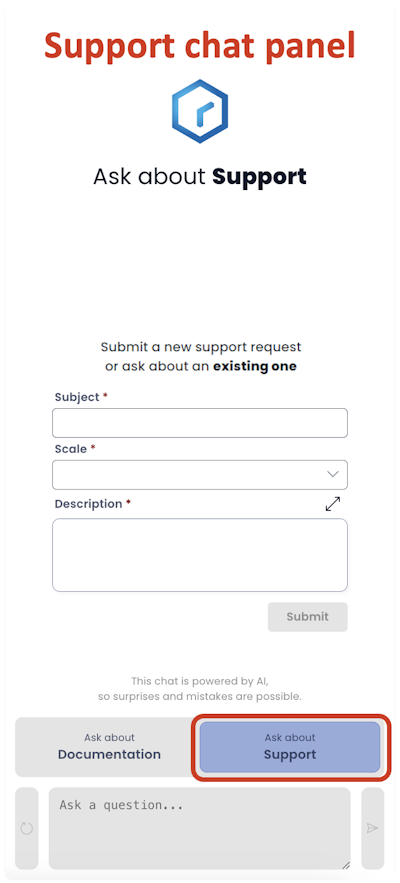 Support chat panel
Ask about Support
Submit a new support request
or ask about an existing one
Subject *
Scale *
Description *
Submit
This chat is powered by AI,
so surprises and mistakes are possible.
Ask about
Documentation
Ask about
Support
Ask a question...